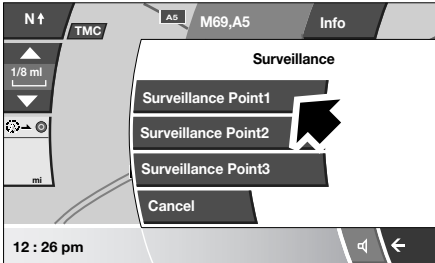 N
TMC
A5
M69,A5
Info
1/8 ml
Surveillance
Surveillance Point1
Surveillance Point2
Surveillance Point3
Cancel
mi
12 : 26 pm